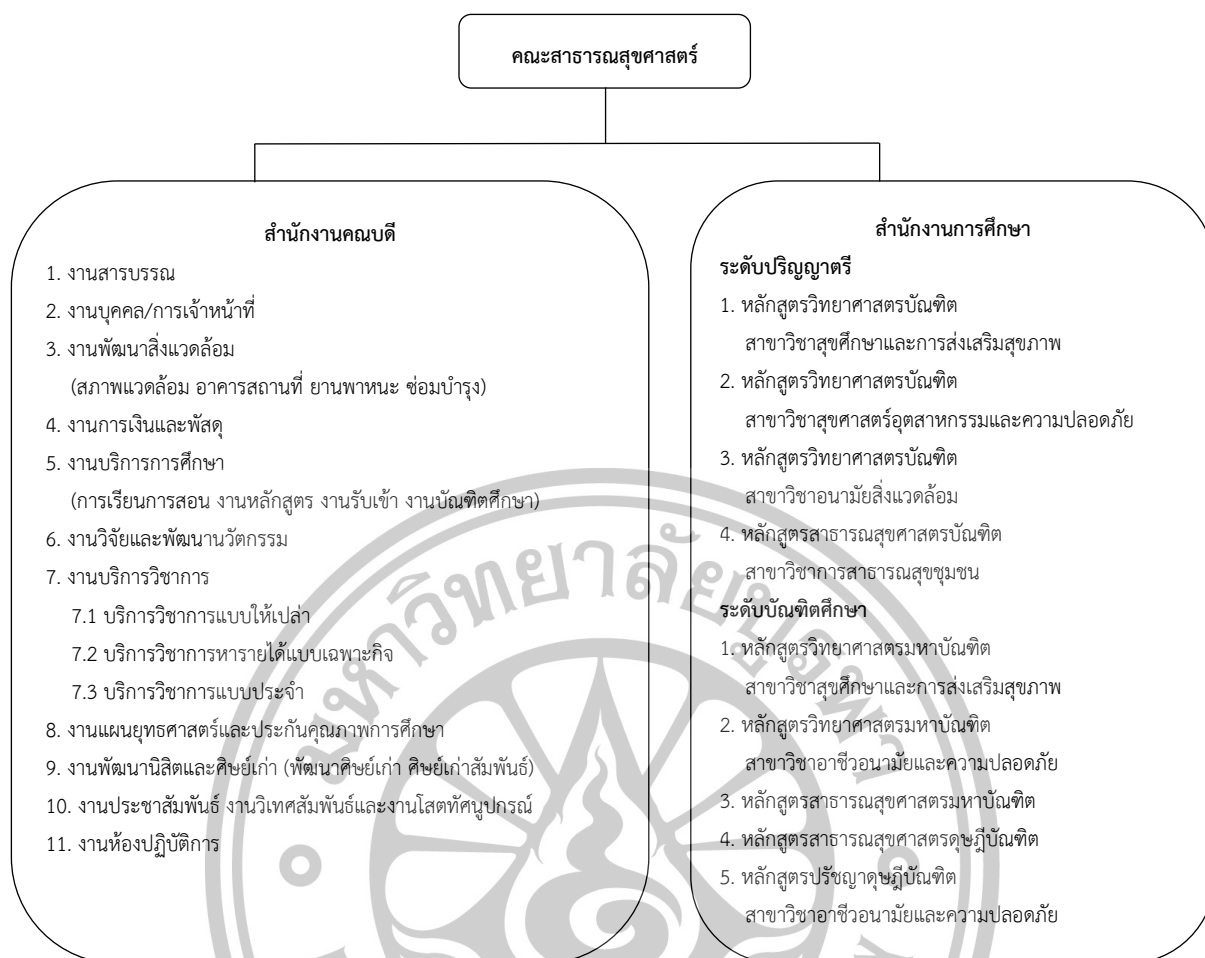 คณะสาธารณสุขศาสตร์
สำนักงานคณบดี
1. งานสารบรรณ
2. งานบุคคล/การเจ้าหน้าที่
3. งานพัฒนาสิ่งแวดล้อม
(สภาพแวดล้อม อาคารสถานที่ ยานพาหนะ ซ่อมบำรุง)
4. งานการเงินและพัสดุ
5. งานบริการการศึกษา
(การเรียนการสอน งานหลักสูตร งานรับเข้า งานบัณฑิตศึกษา)
6. งานวิจัยและพัฒนานวัตกรรม
7. งานบริการวิชาการ
7.1 บริการวิชาการแบบให้เปล่า
7.2 บริการวิชาการหารายได้แบบเฉพาะกิจ
7.3 บริการวิชาการแบบประจำ
8. งานแผนยุทธศาสตร์และประกันคุณภาพการศึกษา
9. งานพัฒนานิสิตและศิษย์เก่า (พัฒนาศิษย์เก่า ศิษย์เก่าสัมพันธ์)
10. งานประชาสัมพันธ์ งานวิเทศสัมพันธ์และงานโสตทัศนูปกรณ์
11. งานห้องปฏิบัติการ
สำนักงานการศึกษา
ระดับปริญญาตรี
1. หลักสูตรวิทยาศาสตรบัณฑิต
สาขาวิชาสุขศึกษาและการส่งเสริมสุขภาพ
2. หลักสูตรวิทยาศาสตรบัณฑิต
สาขาวิชาสุขศาสตร์อุตสาหกรรมและความปลอดภัย
3. หลักสูตรวิทยาศาสตรบัณฑิต
สาขาวิชาอนามัยสิ่งแวดล้อม
4. หลักสูตรสาธารณสุขศาสตรบัณฑิต
สาขาวิชาการสาธารณสุขชุมชน
ระดับบัณฑิตศึกษา
1. หลักสูตรวิทยาศาสตรมหาบัณฑิต
สาขาวิชาสุขศึกษาและการส่งเสริมสุขภาพ
2. หลักสูตรวิทยาศาสตรมหาบัณฑิต
สาขาวิชาอาชีวอนามัยและความปลอดภัย
3. หลักสูตรสาธารณสุขศาสตรมหาบัณฑิต
4. หลักสูตรสาธารณสุขศาสตรดุษฎีบัณฑิต
5. หลักสูตรปรัชญาดุษฎีบัณฑิต
สาขาวิชาอาชีวอนามัยและความปลอดภัย
มหาวิทยาลัยบูรพา